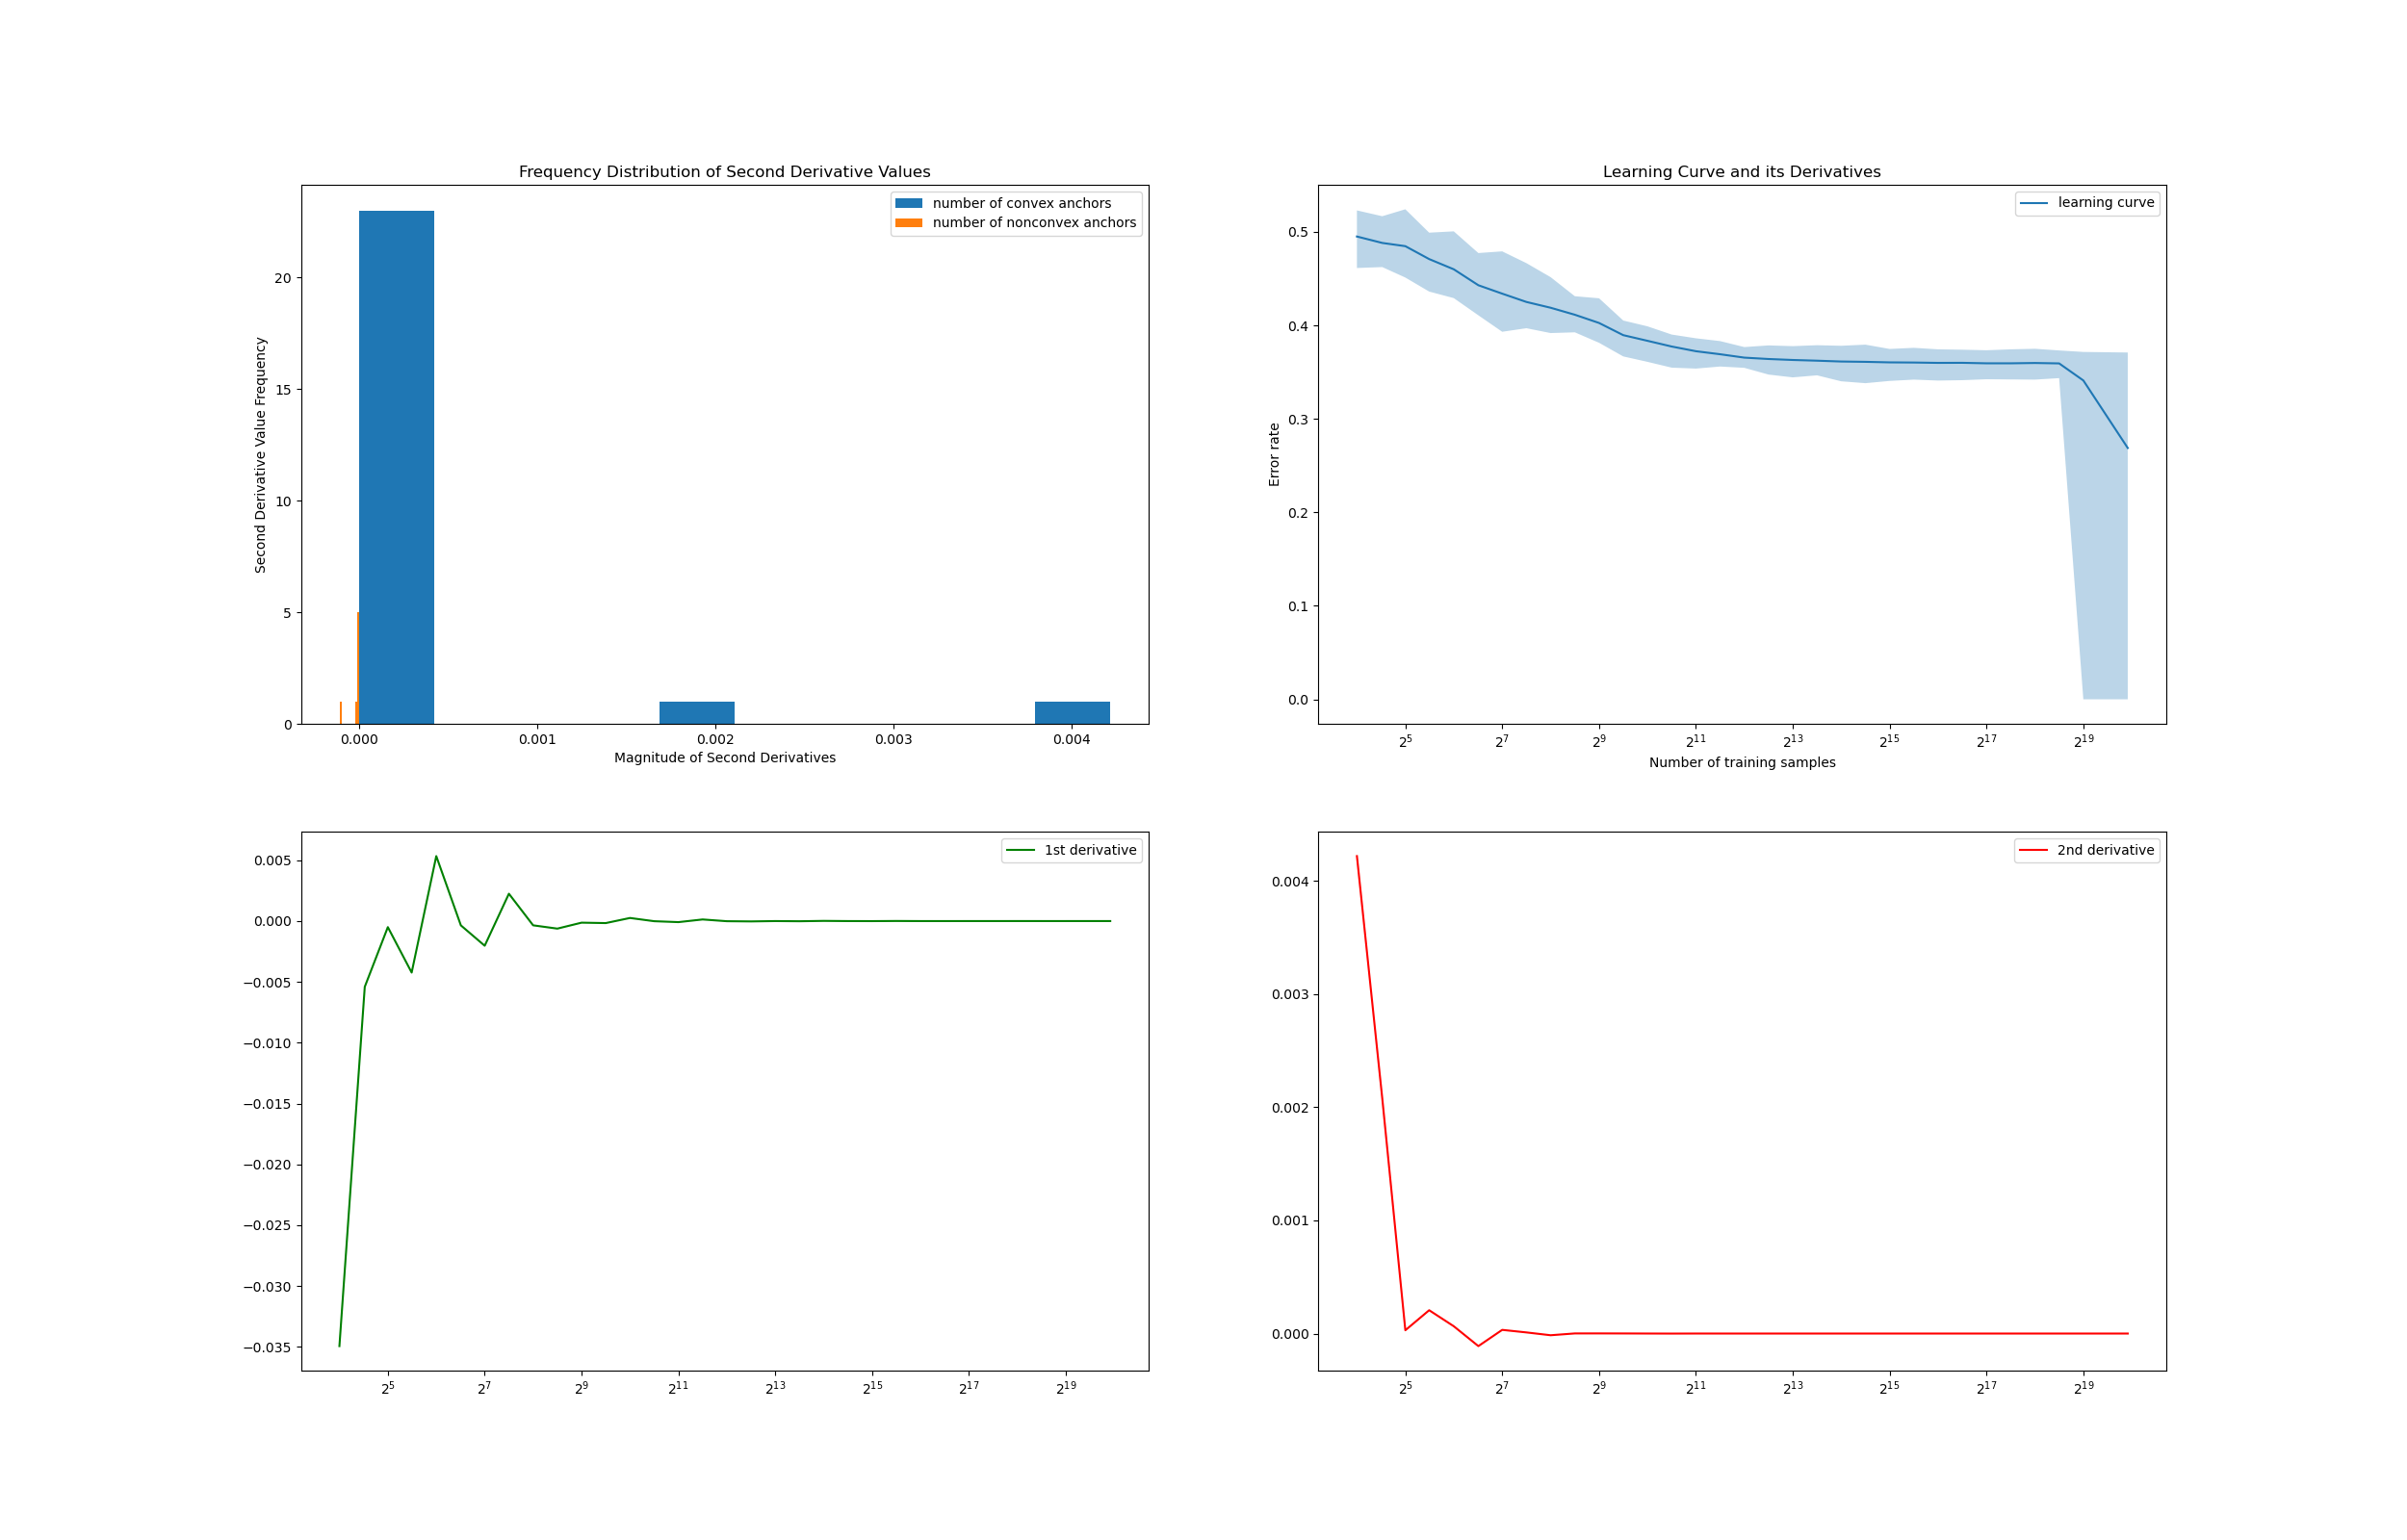 Frequency Distribution of Second Derivative Values
number of convex anchors
number of nonconvex anchors
Second Derivative Value Frequency
20
15
10
5
0
0.000 0.001 0.002 0.003 0.004
Magnitude of Second Derivatives
Learning Curve and its Derivatives
learning curve
Error rate
0.5
0.4
0.3
0.2
0.1
0.0
2^5 2^7 2^9 2^11 2^13 2^15 2^17 2^19
Number of training samples
1st derivative
0.005
0.000
−0.005
−0.010
−0.015
−0.020
−0.025
−0.030
−0.035
2^5 2^7 2^9 2^11 2^13 2^15 2^17 2^19
2nd derivative
0.004
0.003
0.002
0.001
0.000
2^5 2^7 2^9 2^11 2^13 2^15 2^17 2^19